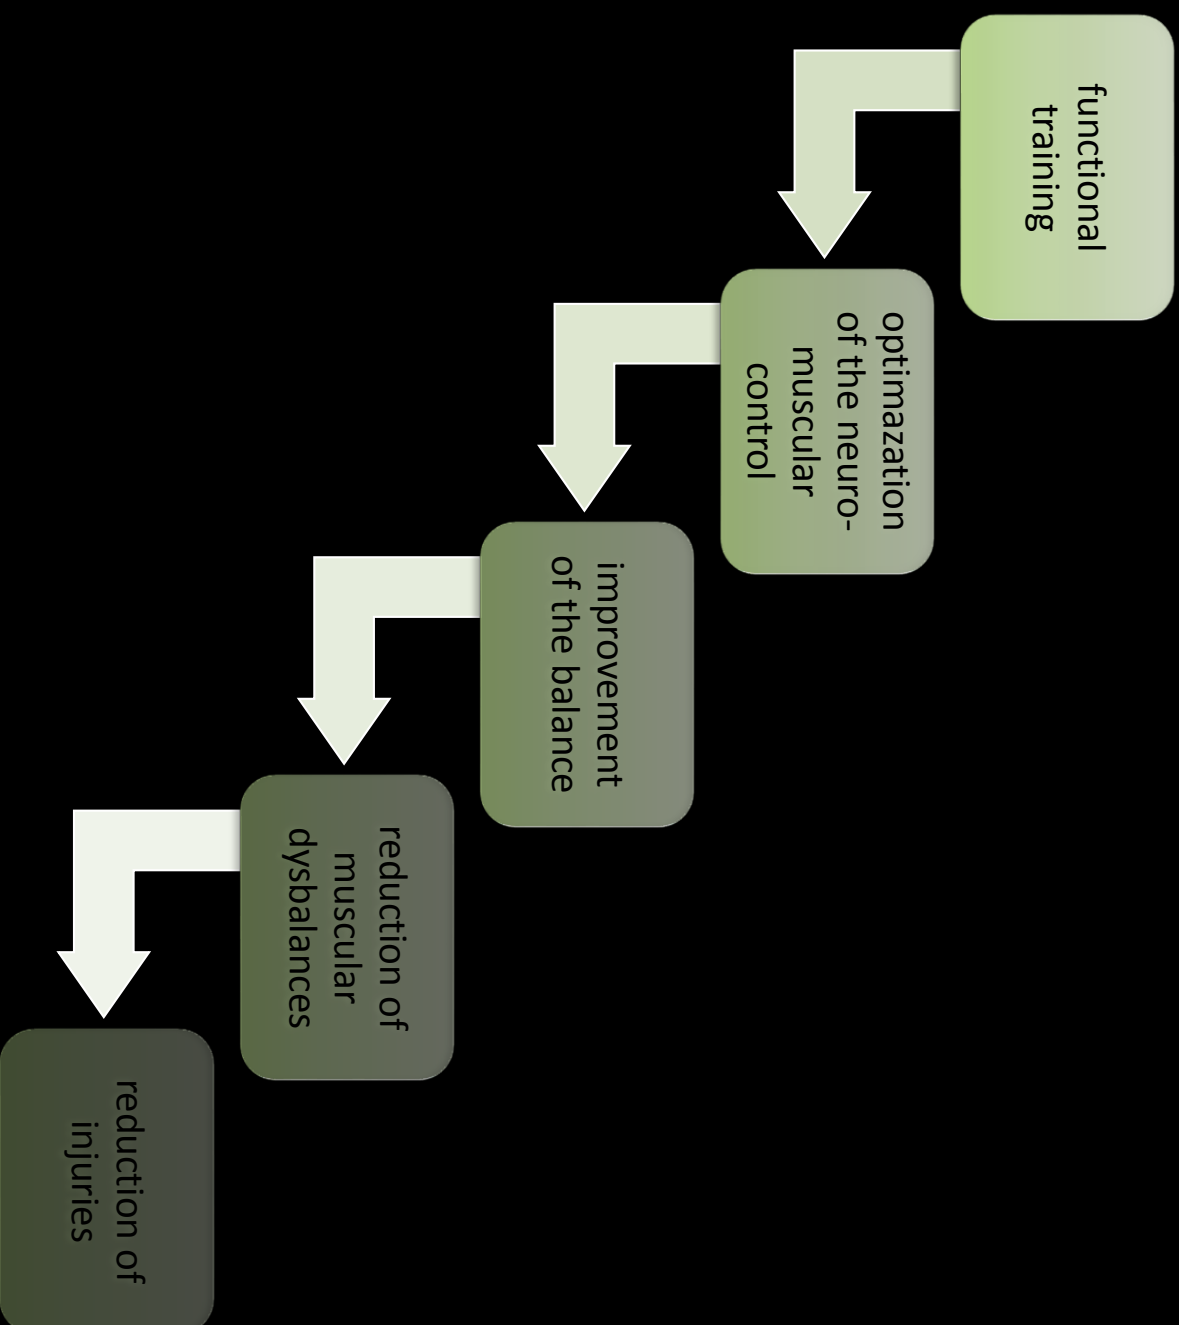 functional
training
optimazation
of the neuro-
muscular
control
improvement
of the balance
reduction of
muscular
dysbalances
reduction of
injuries